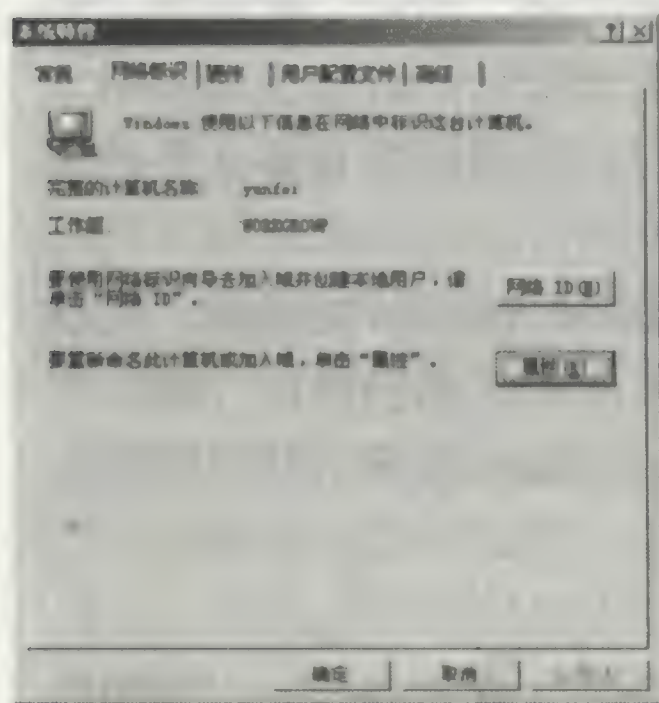 系统特性
常规 网络标识 硬件 用户配置文件 高级
Windows 使用以下信息在网络中标识这台计算机。
完整的计算机名称 yunfei
工作组 WORKGROUP
要使用网络标识向导去加入域并创建本地用户，请
单击“网络 ID”。
网络 ID(N)
要重新命名此计算机或加入域，单击“属性”。
属性(R)
确定 取消